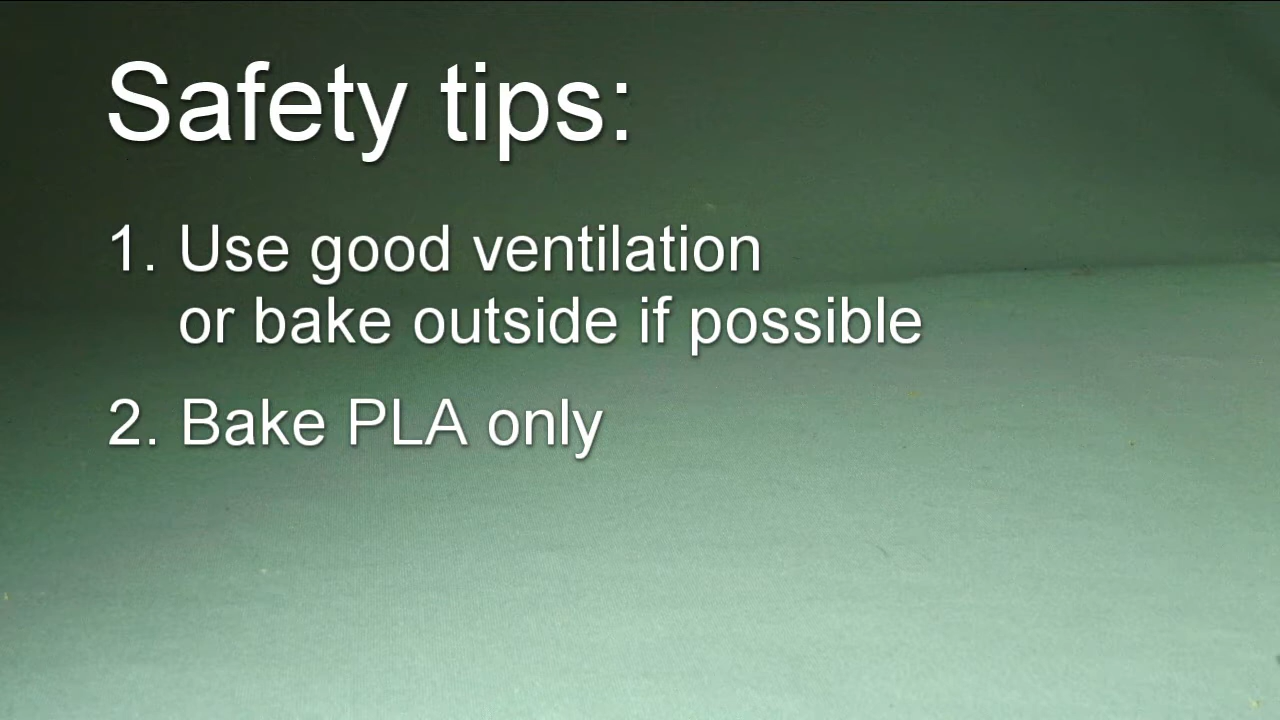 Safety tips:
1. Use good ventilation
or bake outside if possible
2. Bake PLA only